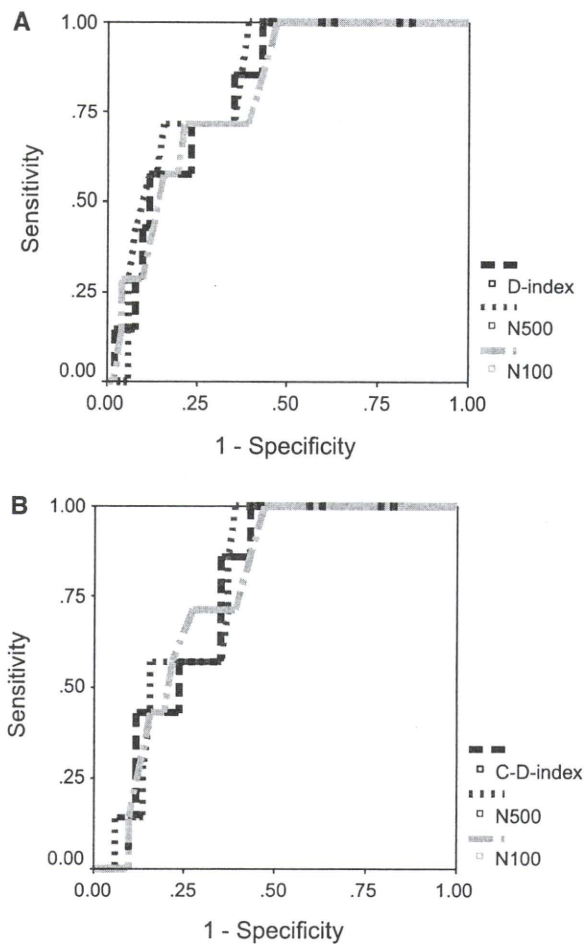 A
1.00
.75
.50
.25
0.00
Sensitivity
0.00 .25 .50 .75 1.00
1 - Specificity
D-index
N500
N100
B
1.00
.75
.50
.25
0.00
Sensitivity
0.00 .25 .50 .75 1.00
1 - Specificity
C-D-index
N500
N100